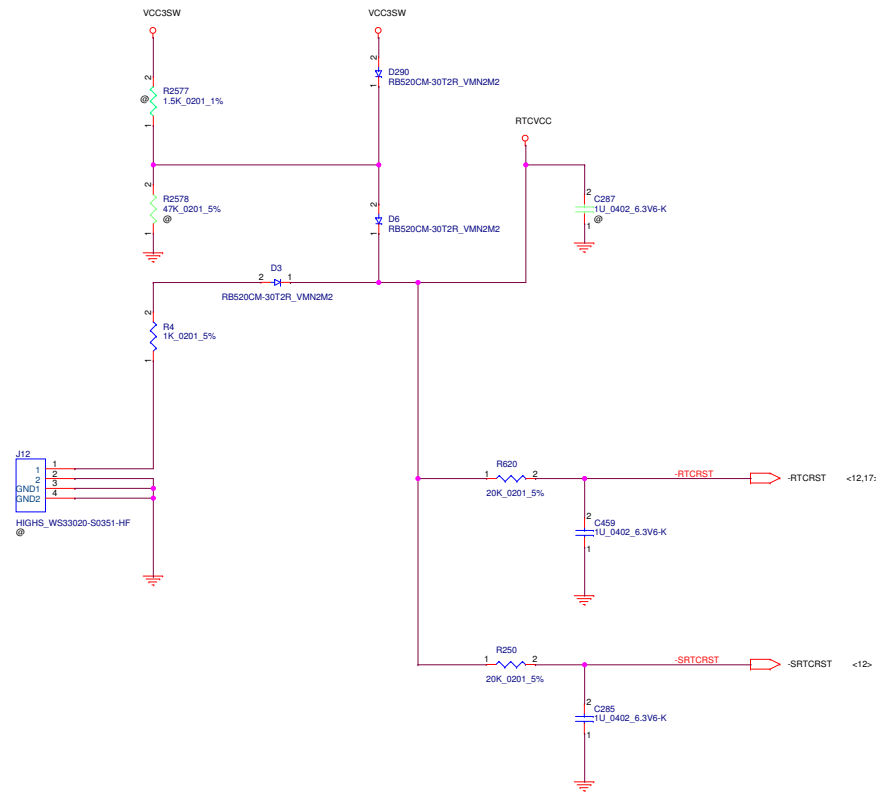 VCC3SW
VCC3SW
2
R2577
1.5K_0201_1%
@
1
2
D290
RB520CM-30T2R_VMN2M2
1
RTCVCC
2
R2578
47K_0201_5%
@
1
2
D6
RB520CM-30T2R_VMN2M2
1
2
C287
1U_0402_6.3V6-K
@
1
D3
2
1
RB520CM-30T2R_VMN2M2
2
R4
1K_0201_5%
1
J12
1
2
GND1
GND2
1
2
3
4
HIGHS_WS33020-S0351-HF
@
R620
1
2
20K_0201_5%
-RTCRST
-RTCRST
<12,17:
2
C459
1U_0402_6.3V6-K
1
R250
1
2
20K_0201_5%
-SRTCRST
-SRTCRST
<12>
2
C285
1U_0402_6.3V6-K
1